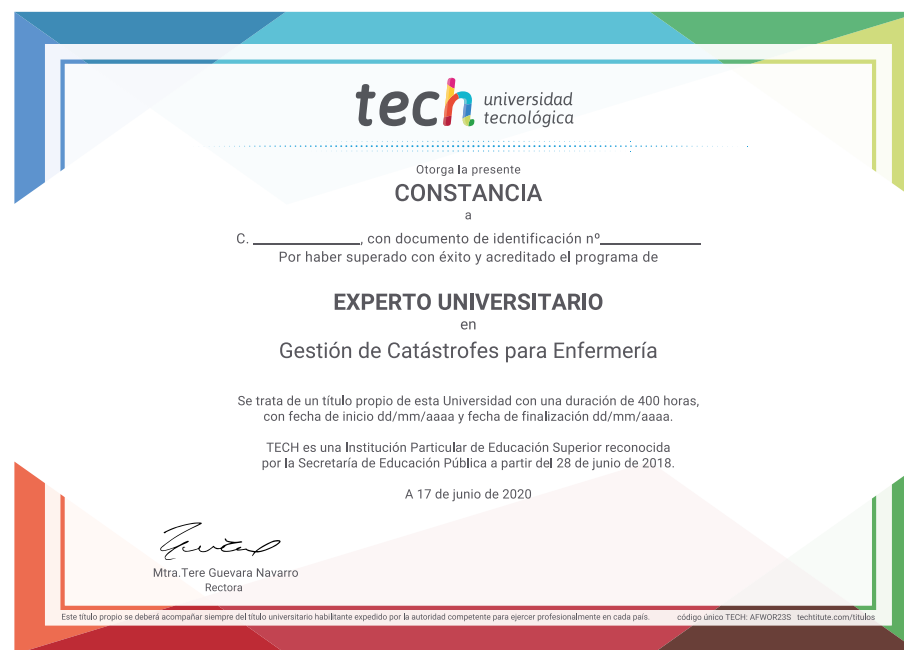 tech universidad
tecnológica
Otorga la presente
CONSTANCIA
a
C. ____________, con documento de identificación nº____________
Por haber superado con éxito y acreditado el programa de
EXPERTO UNIVERSITARIO
en
Gestión de Catástrofes para Enfermería
Se trata de un título propio de esta Universidad con una duración de 400 horas,
con fecha de inicio dd/mm/aaaa y fecha de finalización dd/mm/aaaa.
TECH es una Institución Particular de Educación Superior reconocida
por la Secretaría de Educación Pública a partir del 28 de junio de 2018.
A 17 de junio de 2020
Mtra.Tere Guevara Navarro
Rectora
Este título propio se deberá acompañar siempre del título universitario habilitante expedido por la autoridad competente para ejercer profesionalmente en cada país. código único TECH: AFWOR23S techtitute.com/titulos